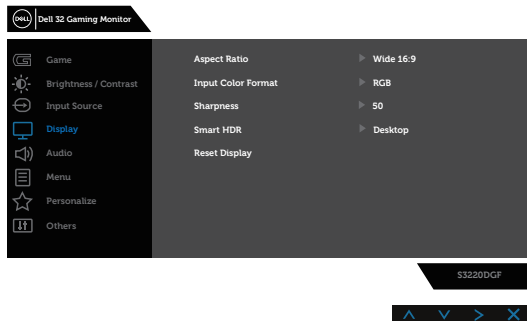 DELL Dell 32 Gaming Monitor
Game
Aspect Ratio Wide 16:9
Brightness / Contrast
Input Color Format RGB
Input Source
Sharpness 50
Display
Smart HDR Desktop
Audio
Reset Display
Menu
Personalize
Others
S3220DGF